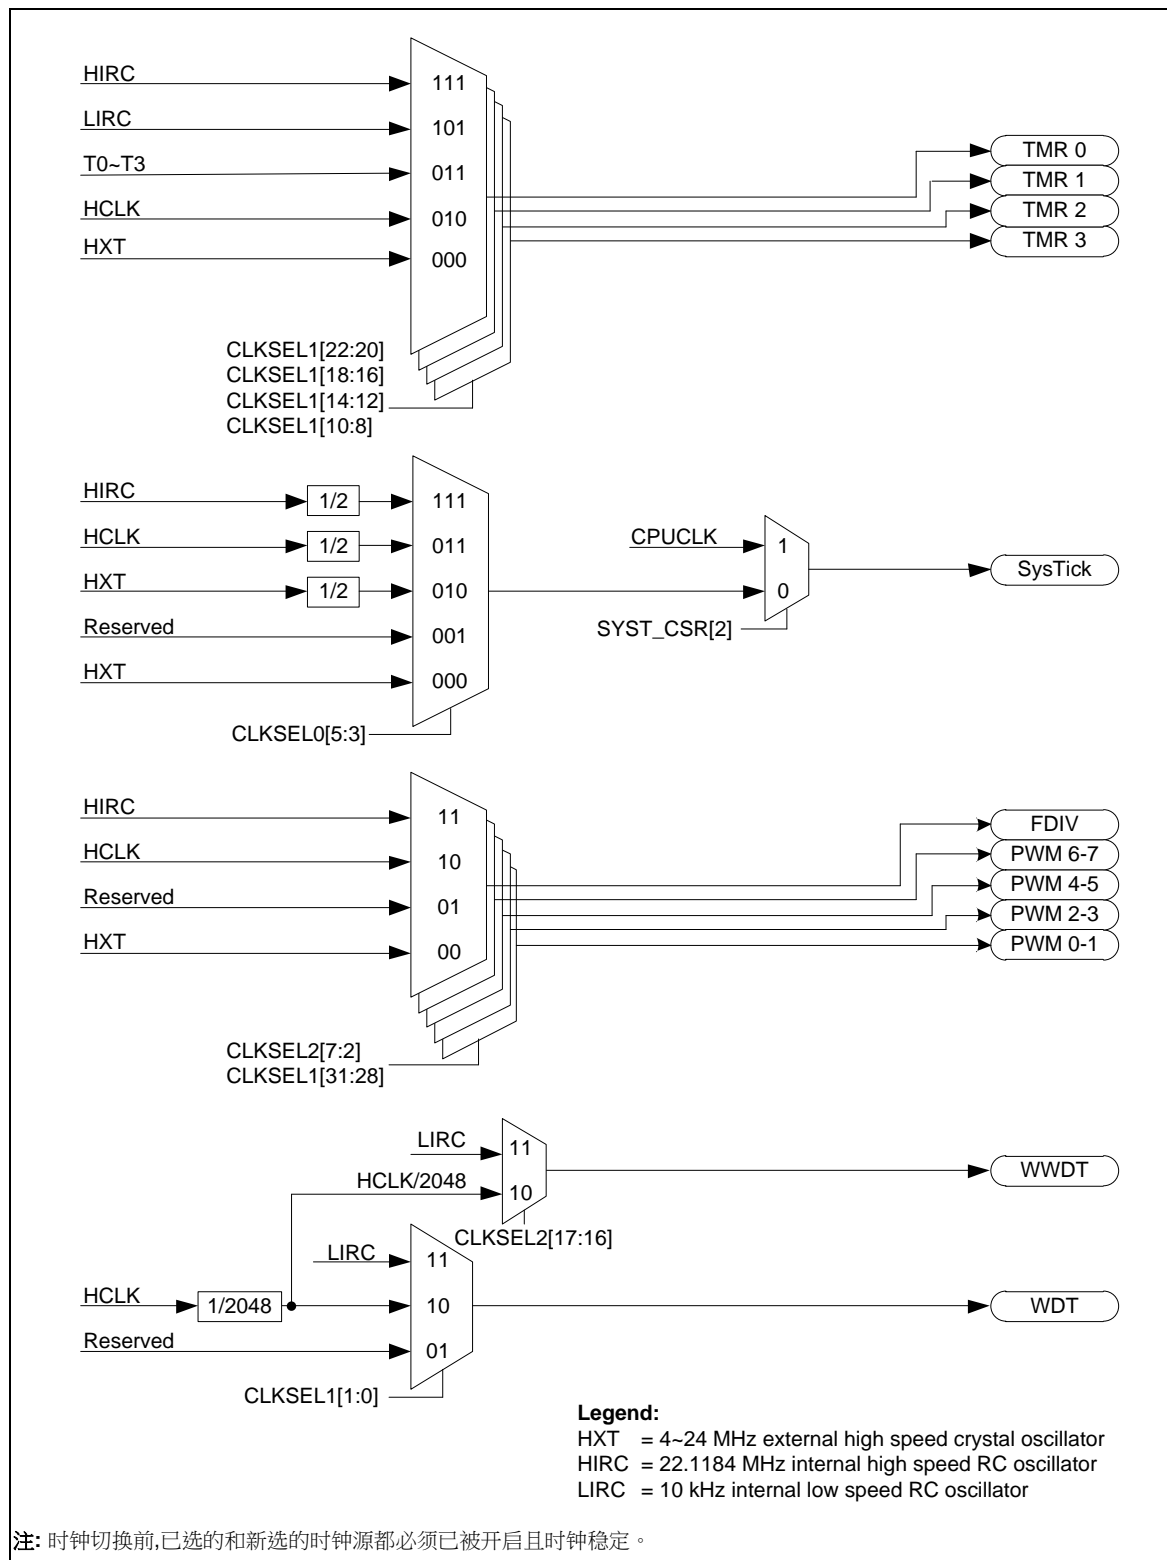 HIRC
LIRC
T0~T3
HCLK
HXT
111
101
011
010
000
CLKSEL1[22:20]
CLKSEL1[18:16]
CLKSEL1[14:12]
CLKSEL1[10:8]
TMR 0
TMR 1
TMR 2
TMR 3
HIRC
HCLK
HXT
Reserved
HXT
1/2
1/2
1/2
111
011
010
001
000
CLKSEL0[5:3]
CPUCLK
1
0
SYST_CSR[2]
SysTick
HIRC
HCLK
Reserved
HXT
11
10
01
00
CLKSEL2[7:2]
CLKSEL1[31:28]
FDIV
PWM 6-7
PWM 4-5
PWM 2-3
PWM 0-1
LIRC
HCLK/2048
11
10
CLKSEL2[17:16]
WWDT
LIRC
HCLK
1/2048
Reserved
11
10
01
CLKSEL1[1:0]
WDT
Legend:
HXT = 4~24 MHz external high speed crystal oscillator
HIRC = 22.1184 MHz internal high speed RC oscillator
LIRC = 10 kHz internal low speed RC oscillator
注: 时钟切换前,已选的和新选的时钟源都必须已被开启且时钟稳定。